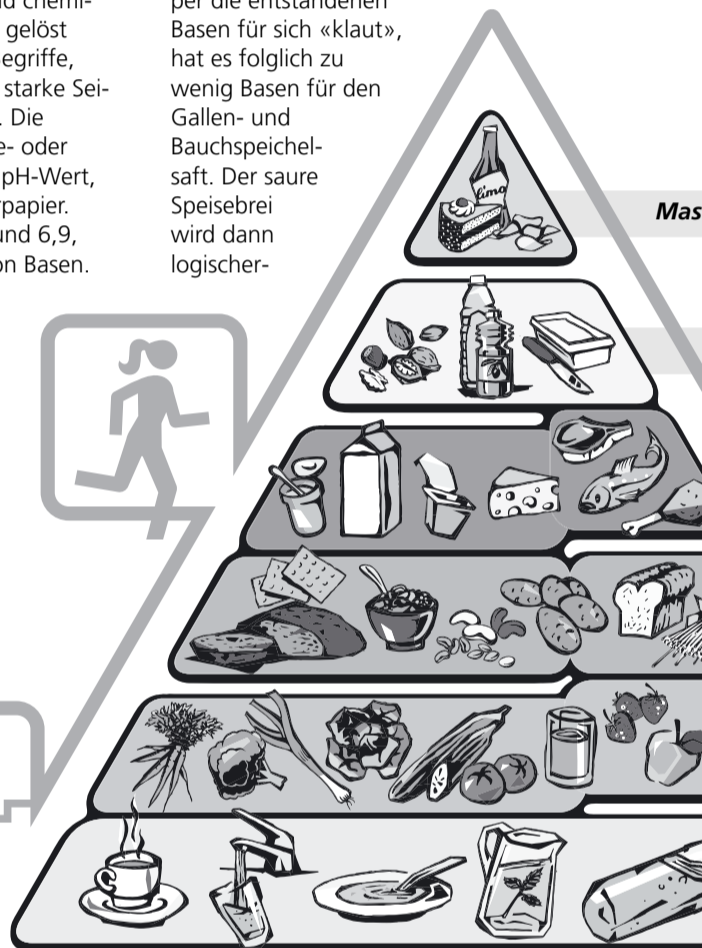 d chemi-
gelöst
egriffe,
starke Sei-
. Die
e- oder
pH-Wert,
papier.
und 6,9,
on Basen.
per die entstandenen
Basen für sich «klaut»,
hat es folglich zu
wenig Basen für den
Gallen- und
Bauchspeichel-
saft. Der saure
Speisebrei
wird dann
logischer-
Limo
Mas